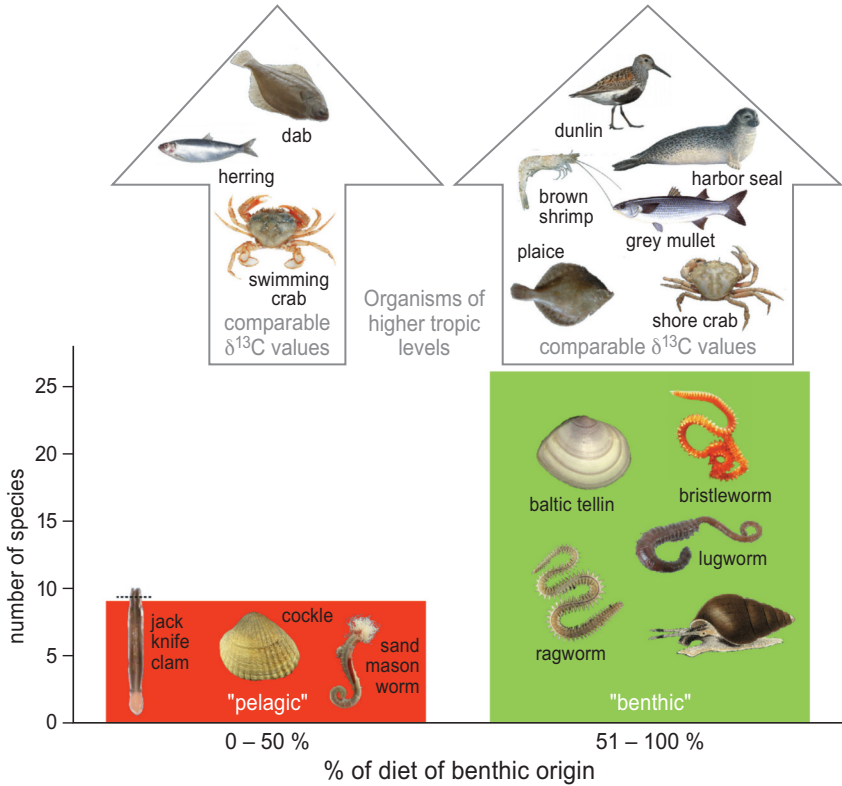 dab
herring
swimming
crab
comparable
δ13C values
Organisms of
higher tropic
levels
dunlin
harbor seal
brown
shrimp
grey mullet
plaice
shore crab
comparable δ13C values
number of species
25
20
15
10
5
0
jack
knife
clam
cockle
sand
mason
worm
"pelagic"
baltic tellin
bristleworm
lugworm
ragworm
"benthic"
0 – 50 %
51 – 100 %
% of diet of benthic origin